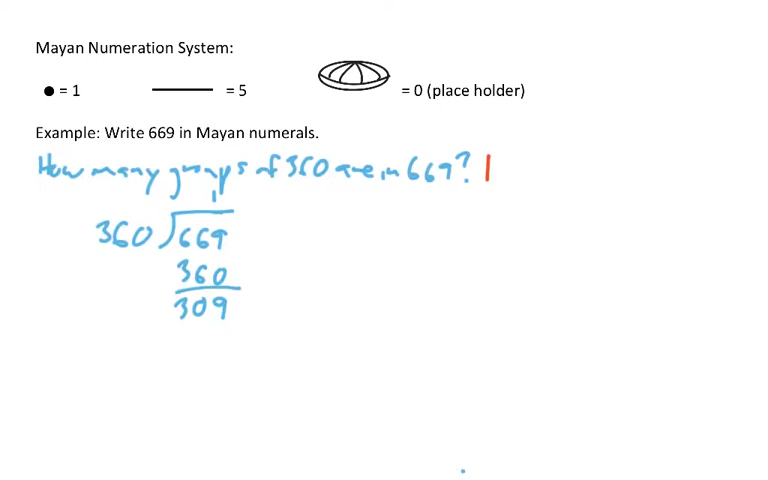 Mayan Numeration System:
= 1 = 5 = 0 (place holder)
Example: Write 669 in Mayan numerals.
How many groups of 360 are in 669? 1
1
360 669
360
309